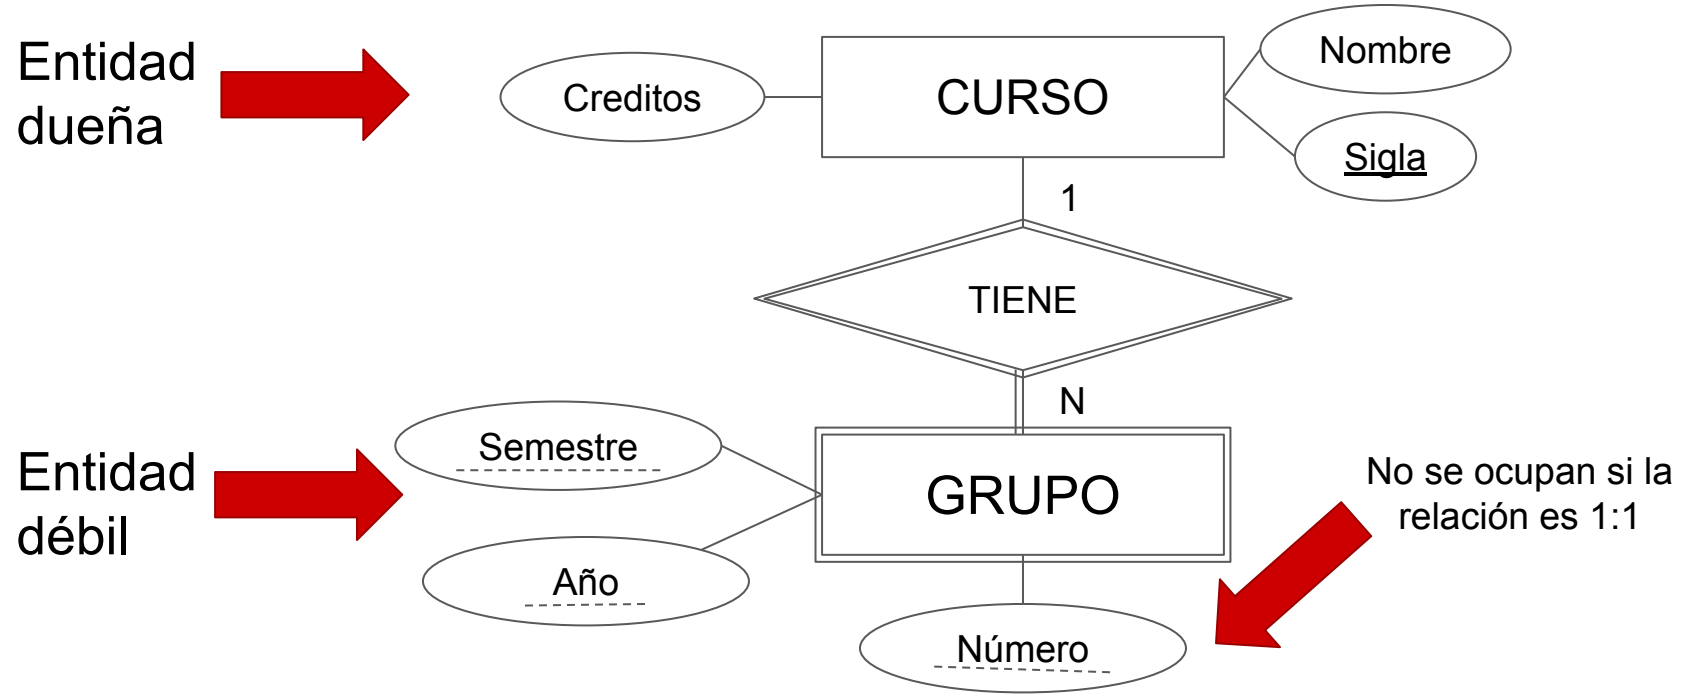 Entidad
dueña
Creditos
CURSO
Nombre
Sigla
1
TIENE
N
Entidad
débil
Semestre
Año
GRUPO
Número
No se ocupan si la
relación es 1:1